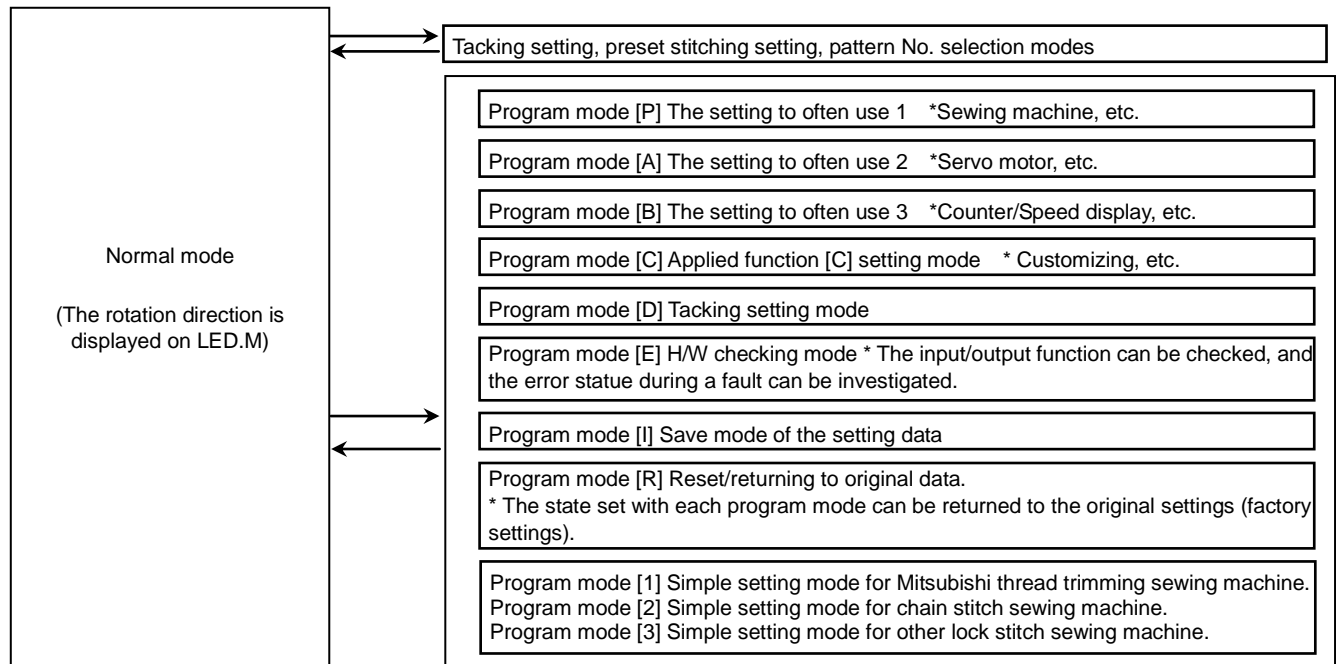 Normal mode
(The rotation direction is
displayed on LED.M)
Tacking setting, preset stitching setting, pattern No. selection modes
Program mode [P] The setting to often use 1 *Sewing machine, etc.
Program mode [A] The setting to often use 2 *Servo motor, etc.
Program mode [B] The setting to often use 3 *Counter/Speed display, etc.
Program mode [C] Applied function [C] setting mode * Customizing, etc.
Program mode [D] Tacking setting mode
Program mode [E] H/W checking mode * The input/output function can be checked, and
the error statue during a fault can be investigated.
Program mode [I] Save mode of the setting data
Program mode [R] Reset/returning to original data.
* The state set with each program mode can be returned to the original settings (factory
settings).
Program mode [1] Simple setting mode for Mitsubishi thread trimming sewing machine.
Program mode [2] Simple setting mode for chain stitch sewing machine.
Program mode [3] Simple setting mode for other lock stitch sewing machine.